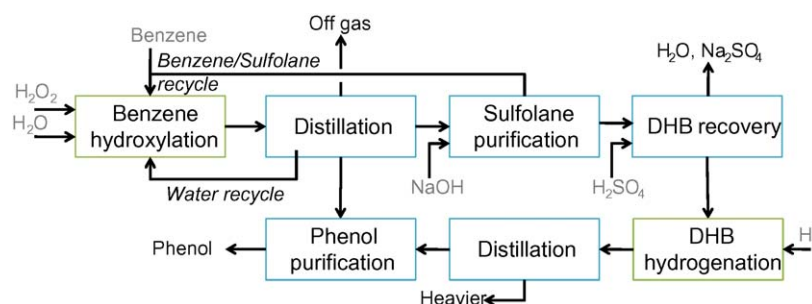 Off gas
Benzene
Benzene/Sulfolane
recycle
H₂O, Na₂SO₄
H₂O₂
H₂O
Benzene
hydroxylation
Distillation
Sulfolane
purification
DHB recovery
Water recycle
NaOH
H₂SO₄
Phenol
Phenol
purification
Distillation
DHB
hydrogenation
H
Heavier